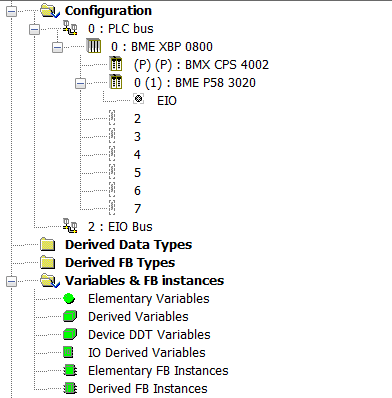 Configuration
0 : PLC bus
0 : BME XBP 0800
(P) (P) : BMX CPS 4002
0 (1) : BME P58 3020
EIO
2
3
4
5
6
7
2 : EIO Bus
Derived Data Types
Derived FB Types
Variables & FB instances
Elementary Variables
Derived Variables
Device DDT Variables
IO Derived Variables
Elementary FB Instances
Derived FB Instances